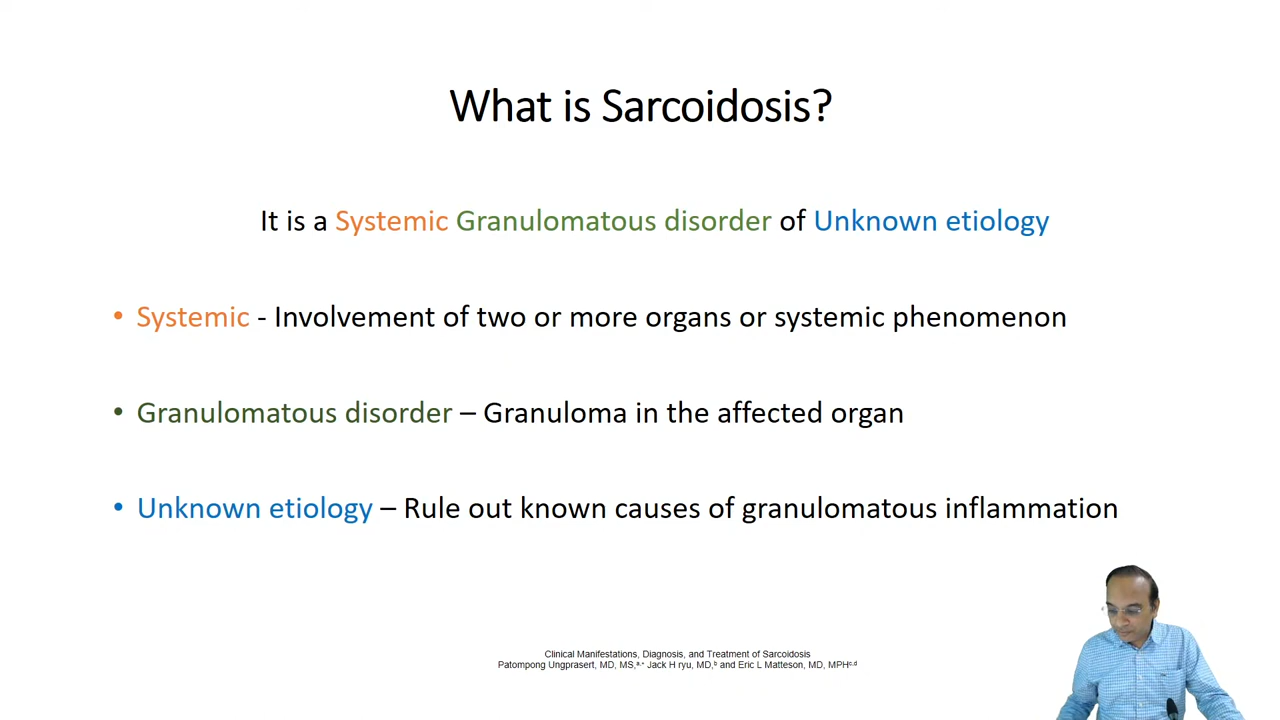 What is Sarcoidosis?
It is a Systemic Granulomatous disorder of Unknown etiology
• Systemic - Involvement of two or more organs or systemic phenomenon
• Granulomatous disorder – Granuloma in the affected organ
• Unknown etiology – Rule out known causes of granulomatous inflammation
Clinical Manifestations, Diagnosis, and Treatment of Sarcoidosis
Patompong Ungprasert, MD, MS,a,* Jack H ryu, MD,b and Eric L Matteson, MD, MPHc,d